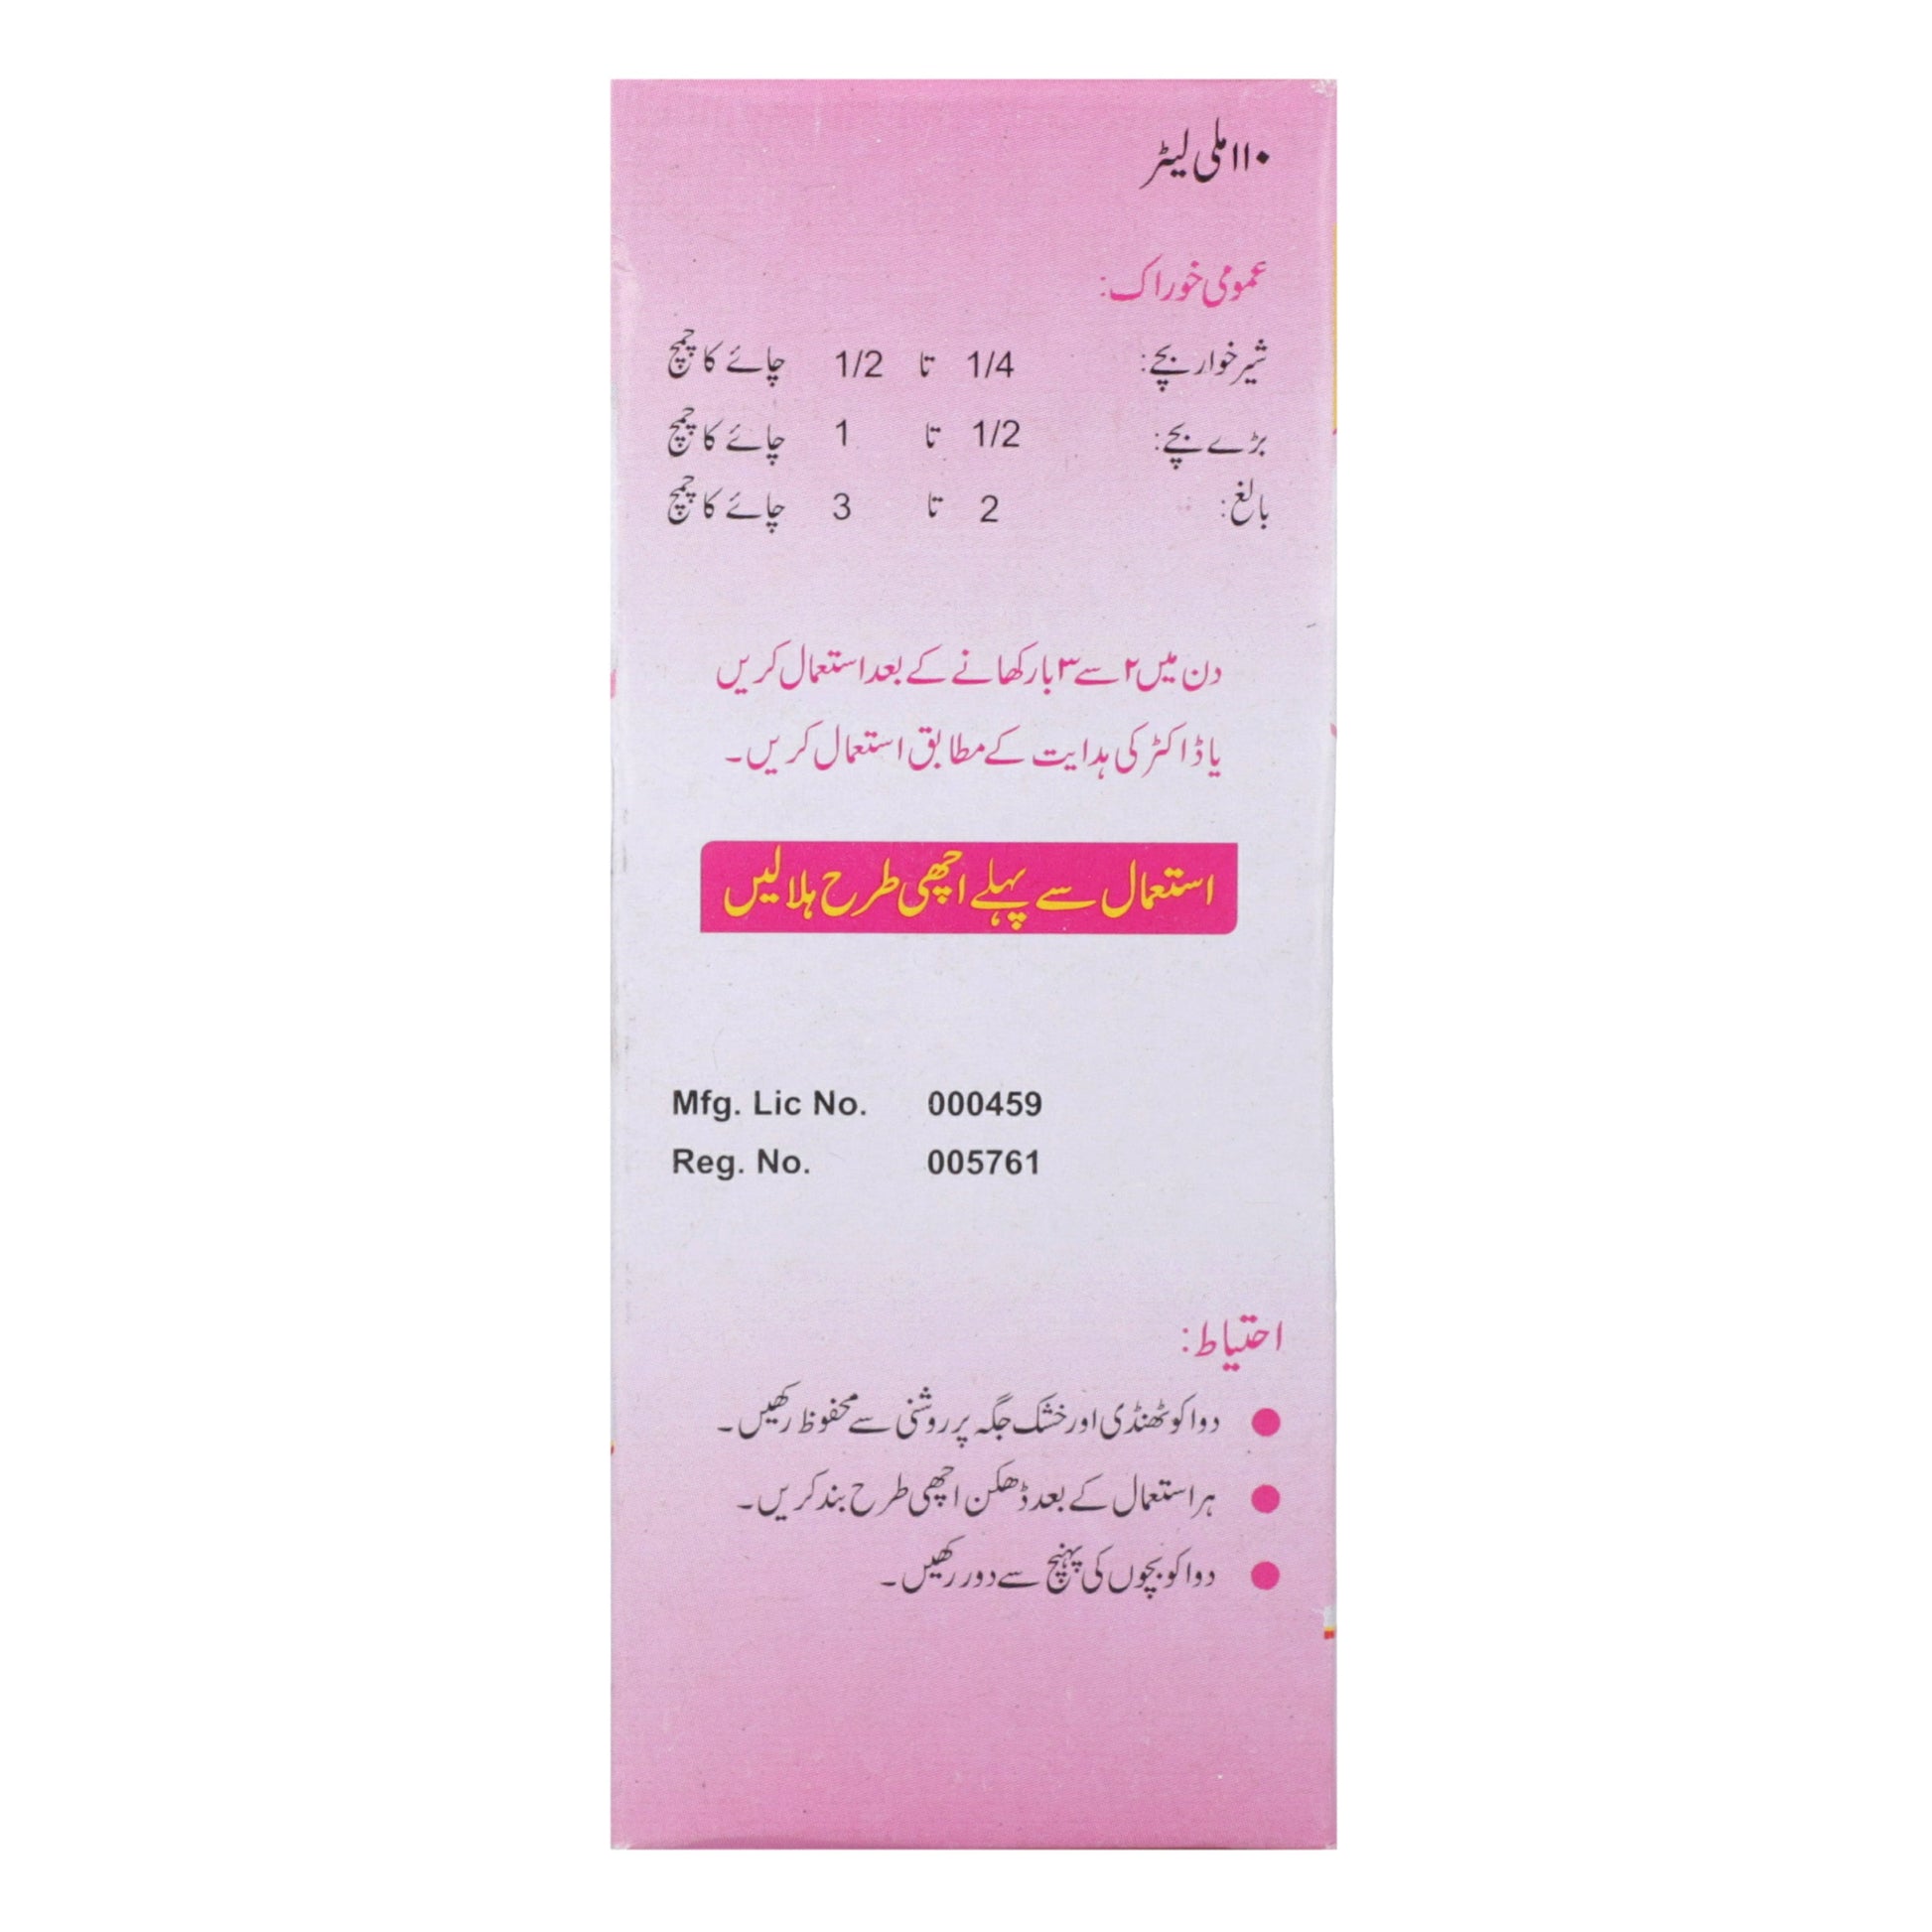 ۱۱۰ ملی لیٹر
عمومی خوراک:
شیر خوار بچے: 1/4 تا 1/2 چائے کا چمچ
بڑے بچے: 1/2 تا 1 چائے کا چمچ
بالغ: 2 تا 3 چائے کا چمچ
دن میں ۲ سے ۳ بار کھانے کے بعد استعمال کریں
یا ڈاکٹر کی ہدایت کے مطابق استعمال کریں۔
استعمال سے پہلے اچھی طرح ہلا لیں
Mfg. Lic No. 000459
Reg. No. 005761
احتیاط:
● دوا کو ٹھنڈی اور خشک جگہ پر روشنی سے محفوظ رکھیں۔
● ہر استعمال کے بعد ڈھکن اچھی طرح بند کریں۔
● دوا کو بچوں کی پہنچ سے دور رکھیں۔